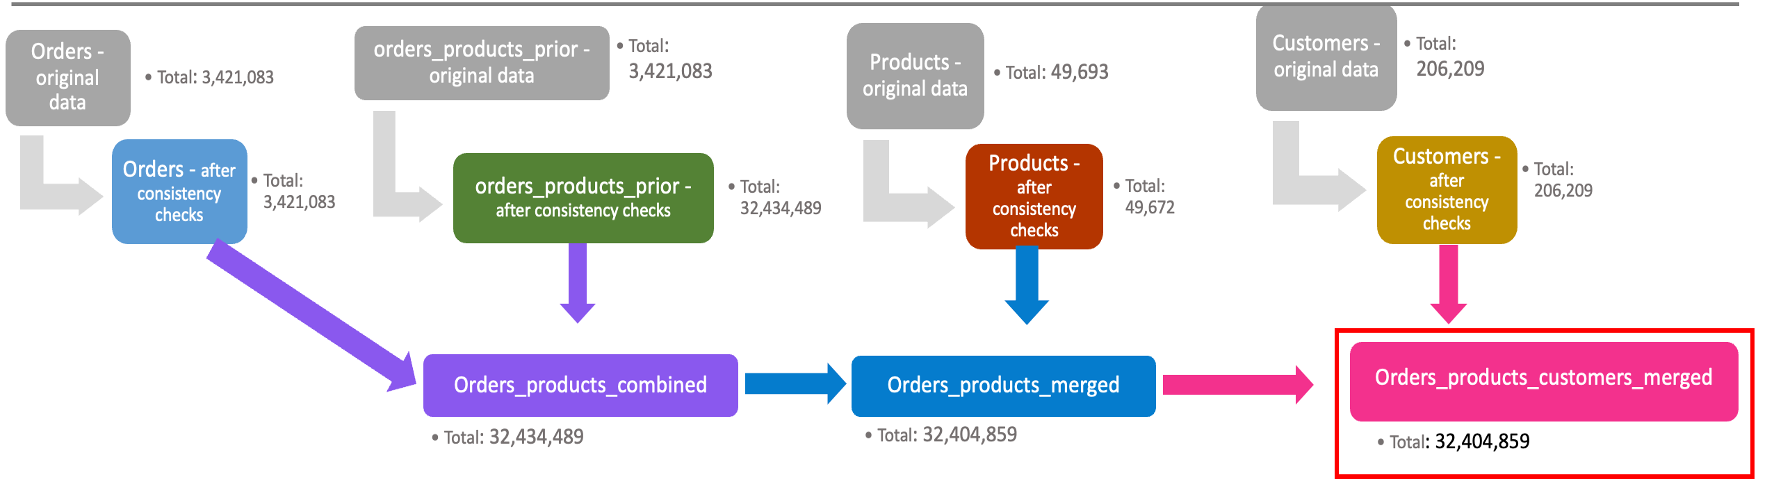 Orders -
original
data
• Total: 3,421,083
orders_products_prior -
original data
• Total:
3,421,083
Products -
original data
• Total: 49,693
Customers -
original data
• Total:
206,209
Orders - after
consistency
checks
• Total:
3,421,083
orders_products_prior -
after consistency checks
• Total:
32,434,489
Products -
after
consistency
checks
• Total:
49,672
Customers -
after
consistency
checks
• Total:
206,209
Orders_products_combined
• Total: 32,434,489
Orders_products_merged
• Total: 32,404,859
Orders_products_customers_merged
• Total: 32,404,859